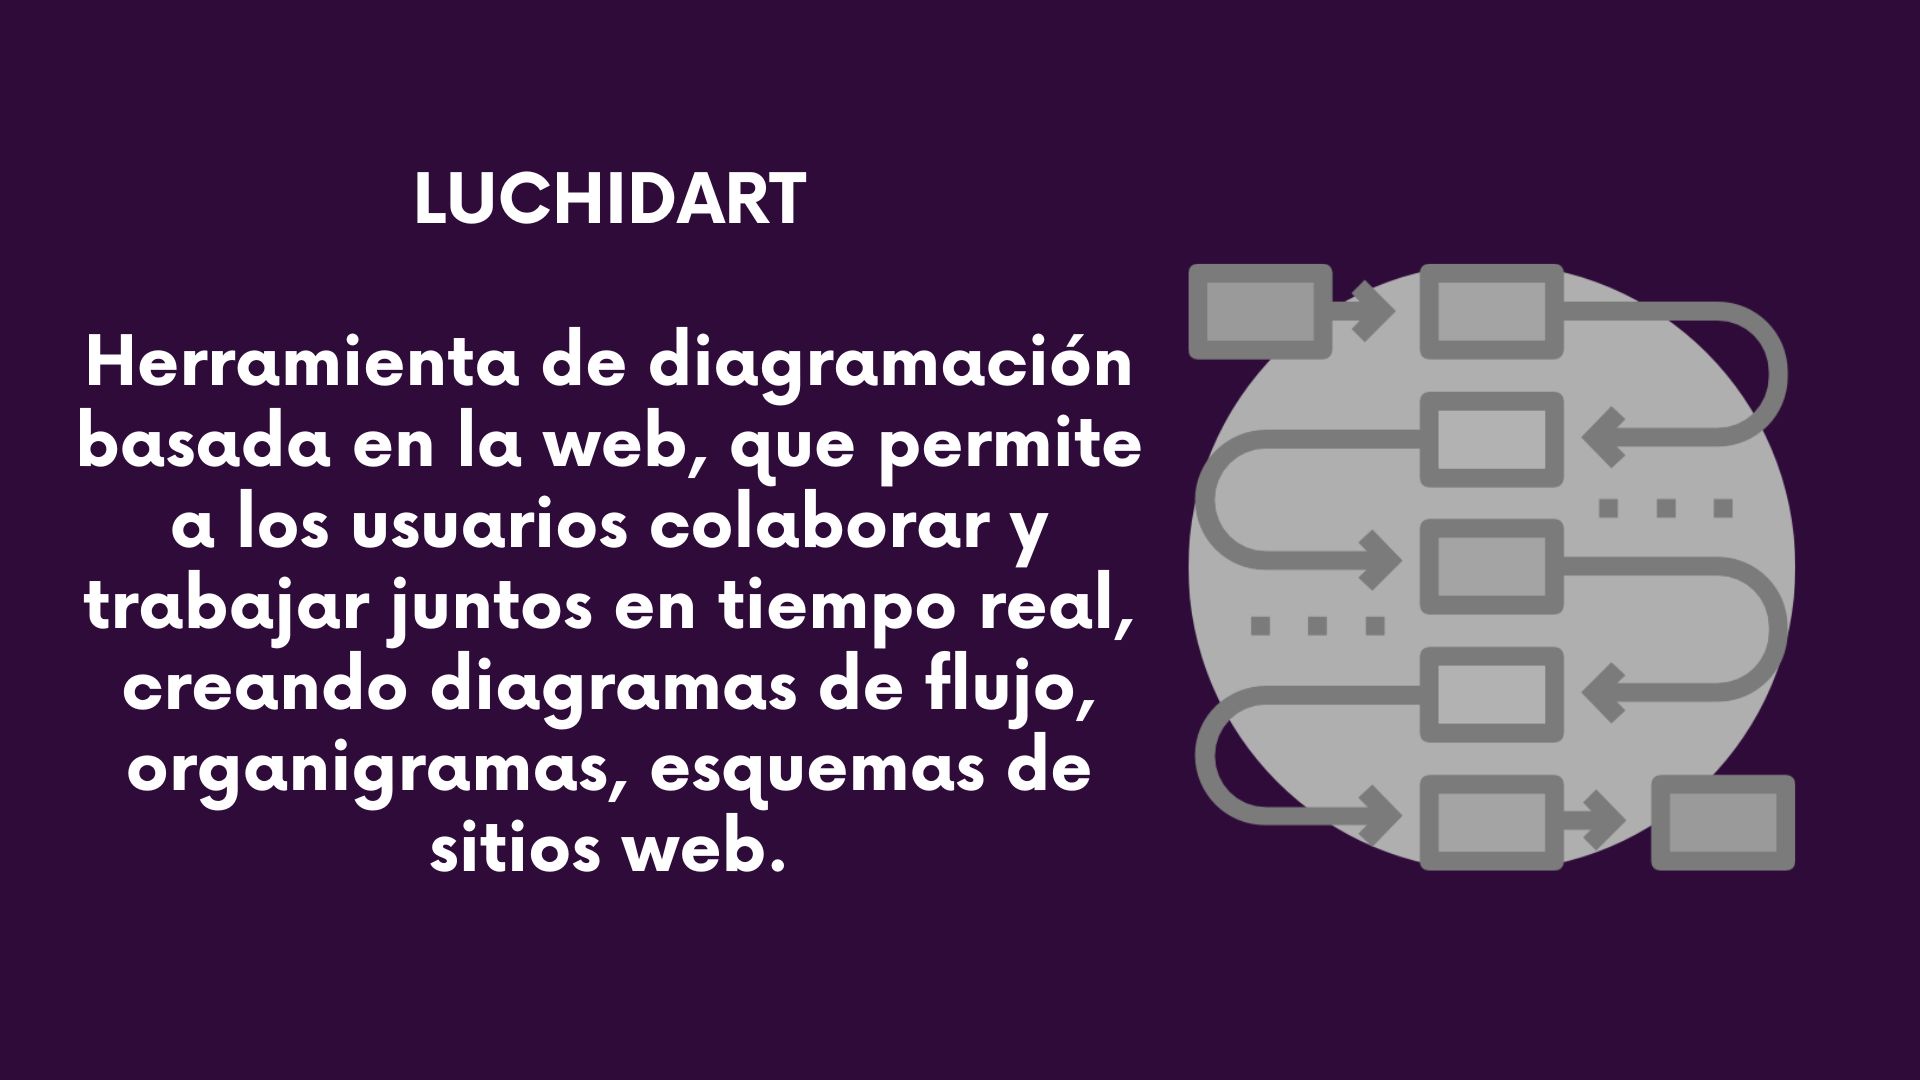 LUCHIDART
Herramienta de diagramación
basada en la web, que permite
a los usuarios colaborar y
trabajar juntos en tiempo real,
creando diagramas de flujo,
organigramas, esquemas de
sitios web.